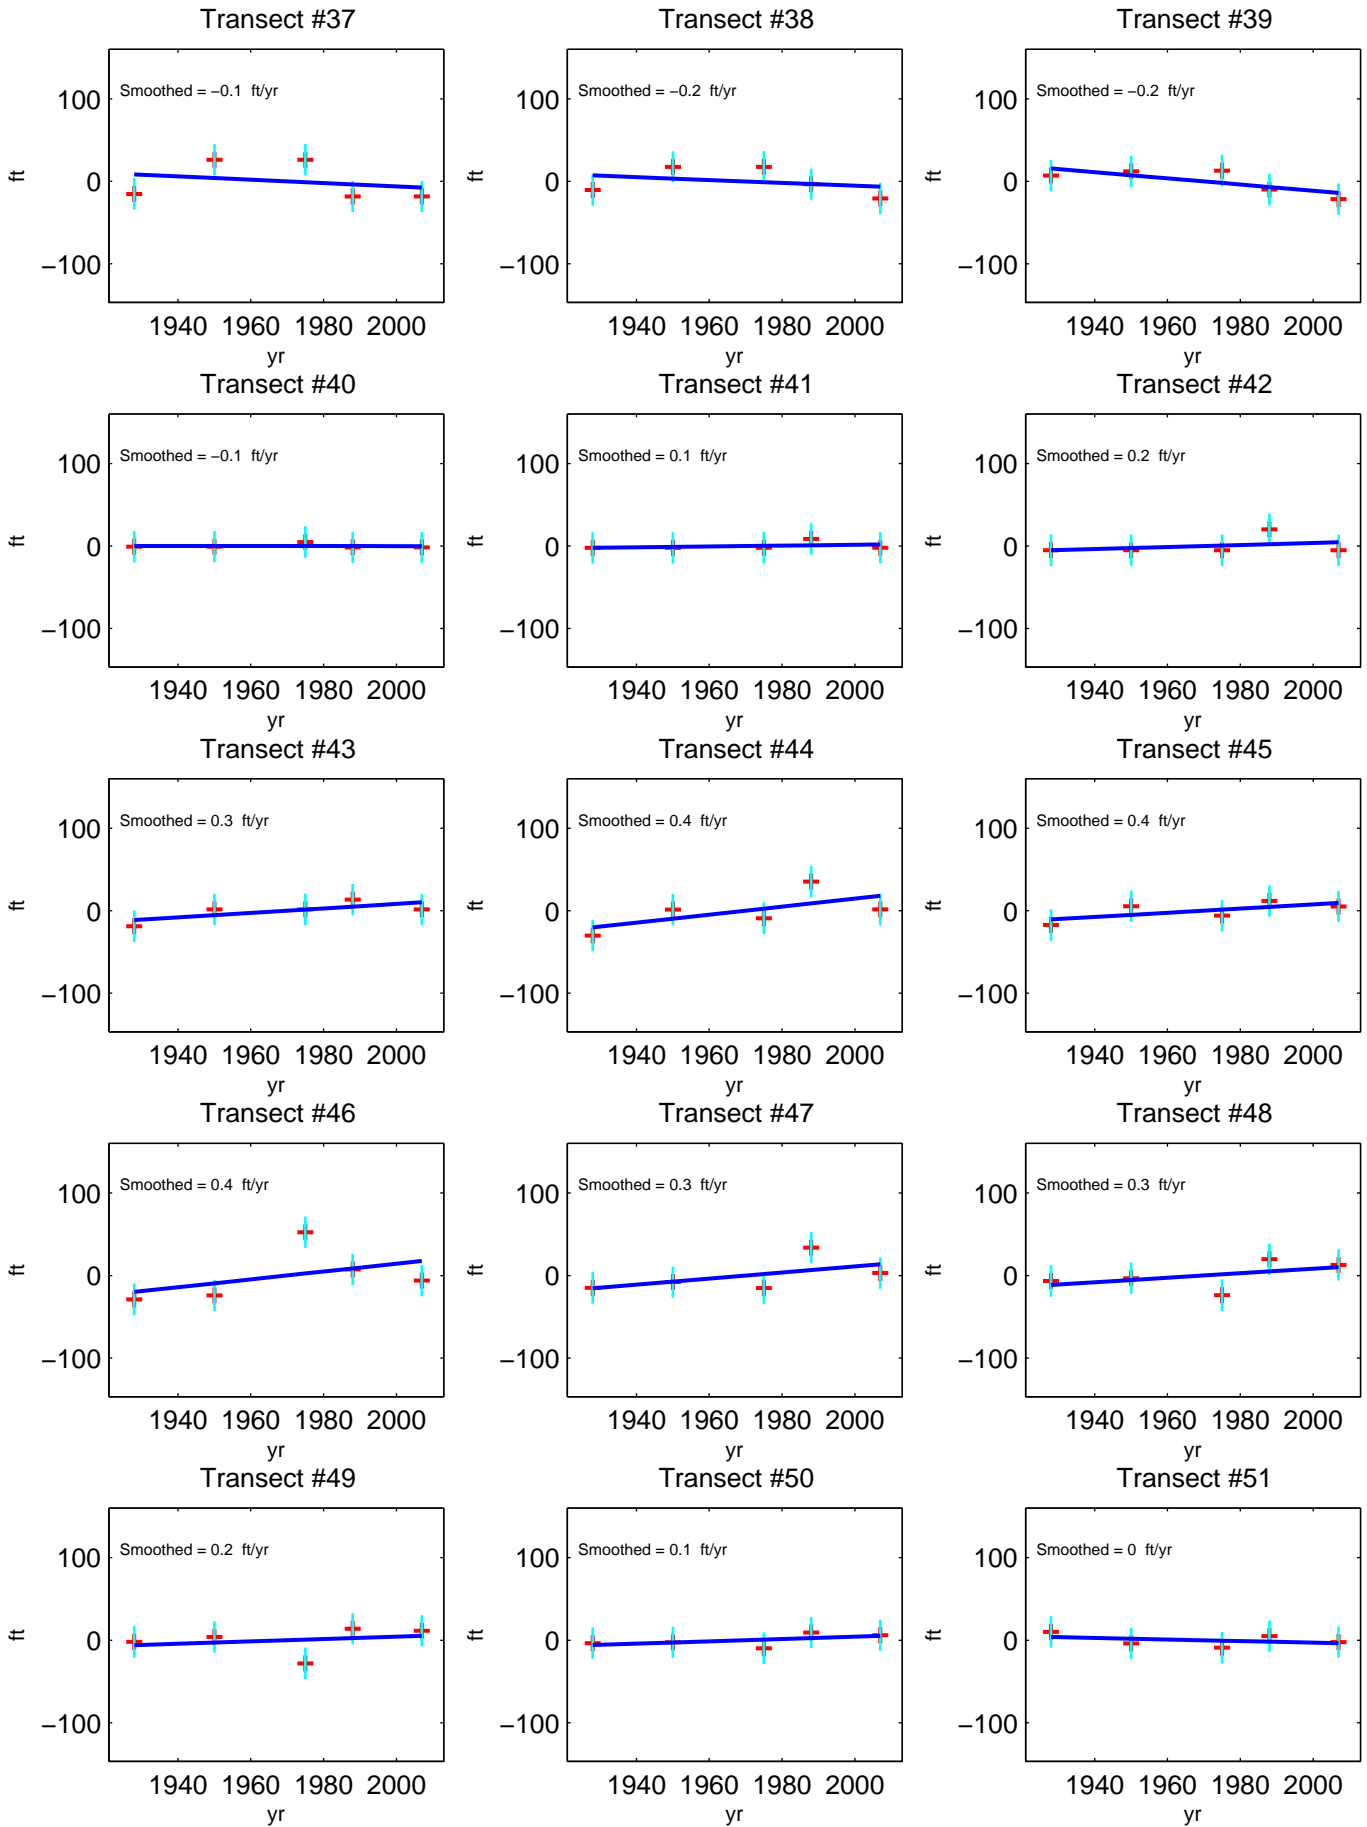 Transect #37 Transect #38 Transect #39
Smoothed = −0.1 ft/yr Smoothed = −0.2 ft/yr Smoothed = −0.2 ft/yr
100 100 100
ft ft ft
0 0 0
−100 −100 −100
1940 1960 1980 2000 1940 1960 1980 2000 1940 1960 1980 2000
yr yr yr
Transect #40 Transect #41 Transect #42
Smoothed = −0.1 ft/yr Smoothed = 0.1 ft/yr Smoothed = 0.2 ft/yr
100 100 100
ft ft ft
0 0 0
−100 −100 −100
1940 1960 1980 2000 1940 1960 1980 2000 1940 1960 1980 2000
yr yr yr
Transect #43 Transect #44 Transect #45
Smoothed = 0.3 ft/yr Smoothed = 0.4 ft/yr Smoothed = 0.4 ft/yr
100 100 100
ft ft ft
0 0 0
−100 −100 −100
1940 1960 1980 2000 1940 1960 1980 2000 1940 1960 1980 2000
yr yr yr
Transect #46 Transect #47 Transect #48
Smoothed = 0.4 ft/yr Smoothed = 0.3 ft/yr Smoothed = 0.3 ft/yr
100 100 100
ft ft ft
0 0 0
−100 −100 −100
1940 1960 1980 2000 1940 1960 1980 2000 1940 1960 1980 2000
yr yr yr
Transect #49 Transect #50 Transect #51
Smoothed = 0.2 ft/yr Smoothed = 0.1 ft/yr Smoothed = 0 ft/yr
100 100 100
ft ft ft
0 0 0
−100 −100 −100
1940 1960 1980 2000 1940 1960 1980 2000 1940 1960 1980 2000
yr yr yr